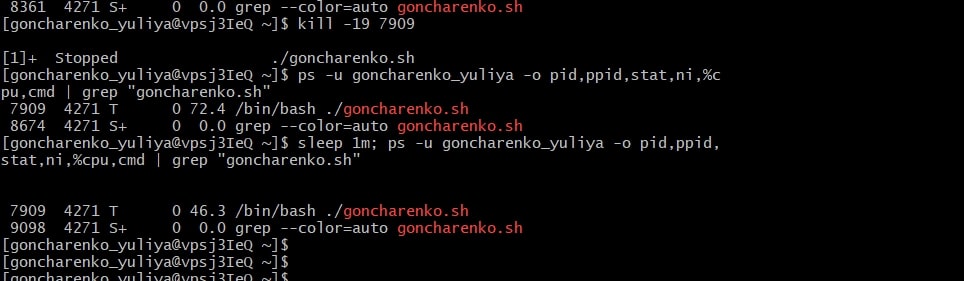 8361  4271 S+      0  0.0 grep --color=auto goncharenko.sh
[goncharenko_yuliya@vpsj3IeQ ~]$ kill -19 7909
[1]+  Stopped                 ./goncharenko.sh
[goncharenko_yuliya@vpsj3IeQ ~]$ ps -u goncharenko_yuliya -o pid,ppid,stat,ni,%c
pu,cmd | grep "goncharenko.sh"
 7909  4271 T       0 72.4 /bin/bash ./goncharenko.sh
 8674  4271 S+      0  0.0 grep --color=auto goncharenko.sh
[goncharenko_yuliya@vpsj3IeQ ~]$ sleep 1m; ps -u goncharenko_yuliya -o pid,ppid,
stat,ni,%cpu,cmd | grep "goncharenko.sh"
 7909  4271 T       0 46.3 /bin/bash ./goncharenko.sh
 9098  4271 S+      0  0.0 grep --color=auto goncharenko.sh
[goncharenko_yuliya@vpsj3IeQ ~]$
[goncharenko_yuliya@vpsj3IeQ ~]$
[goncharenko_yuliya@vpsj3IeQ ~]$